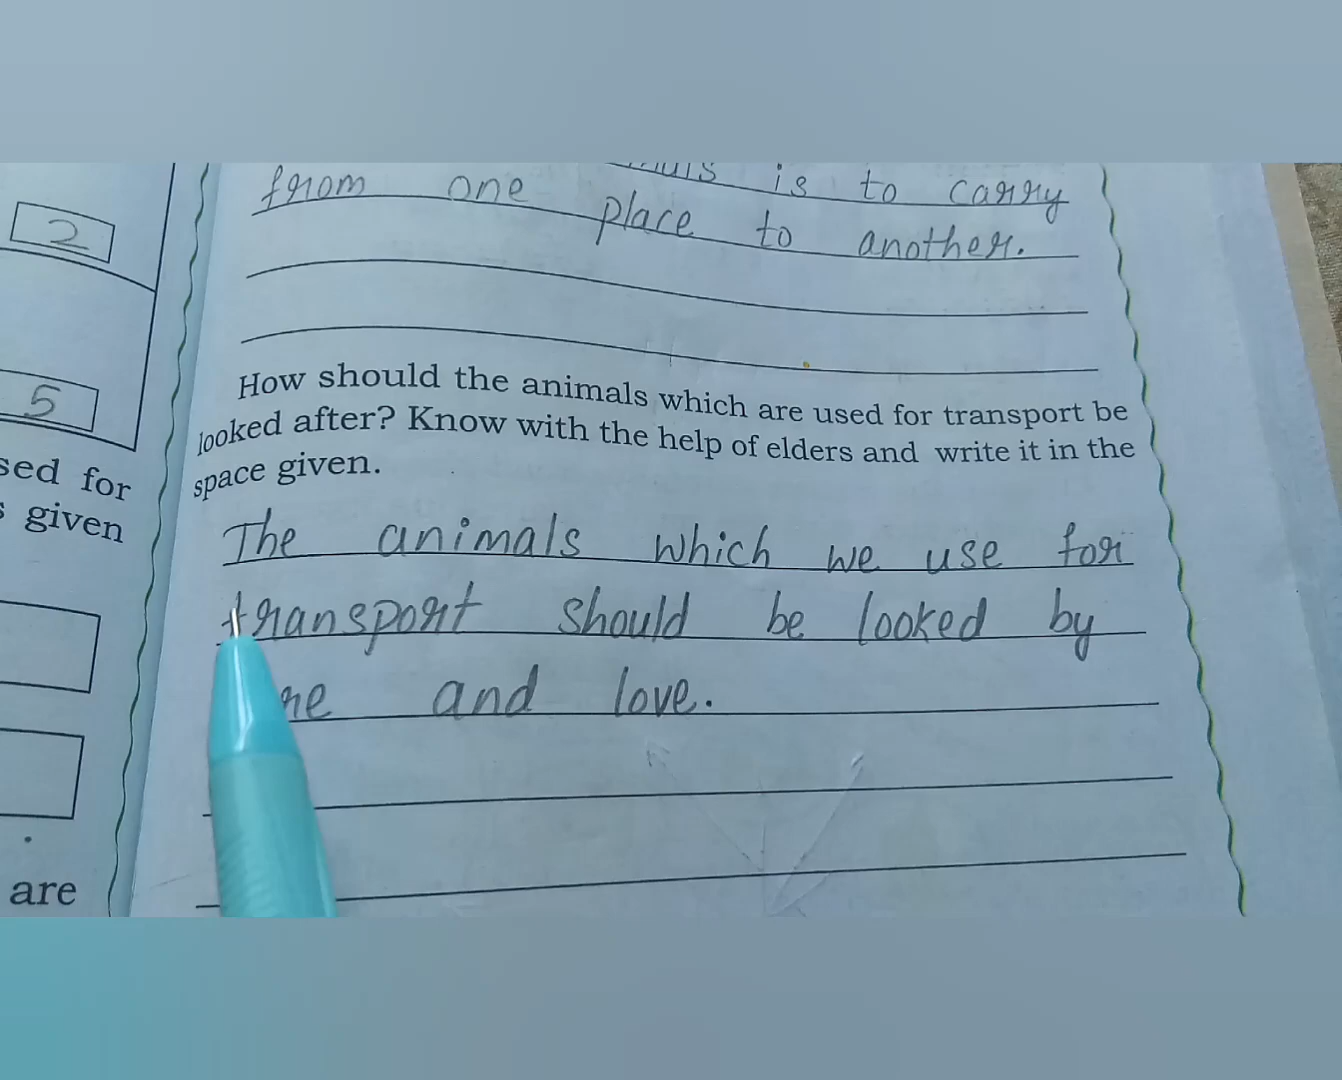 is to carry
from one place to another.
2
5
sed for
given
are
How should the animals which are used for transport be
looked after? Know with the help of elders and write it in the
space given.
The animals which we use for
transport should be looked by
and love.